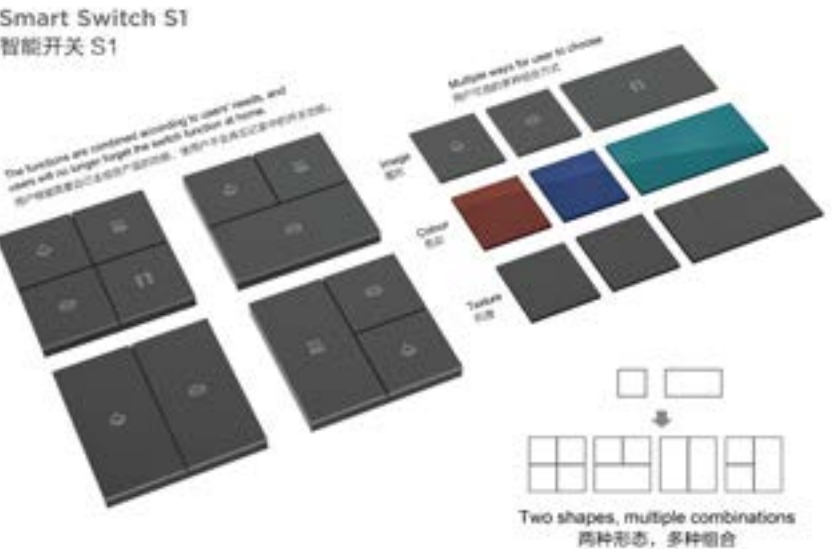 Smart Switch S1
智能开关 S1
The functions are combined according to users' needs, and
users will no longer forget the switch function at home.
Multiple ways for user to choose
Image
Colour
Texture
Two shapes, multiple combinations
两种形态，多种组合